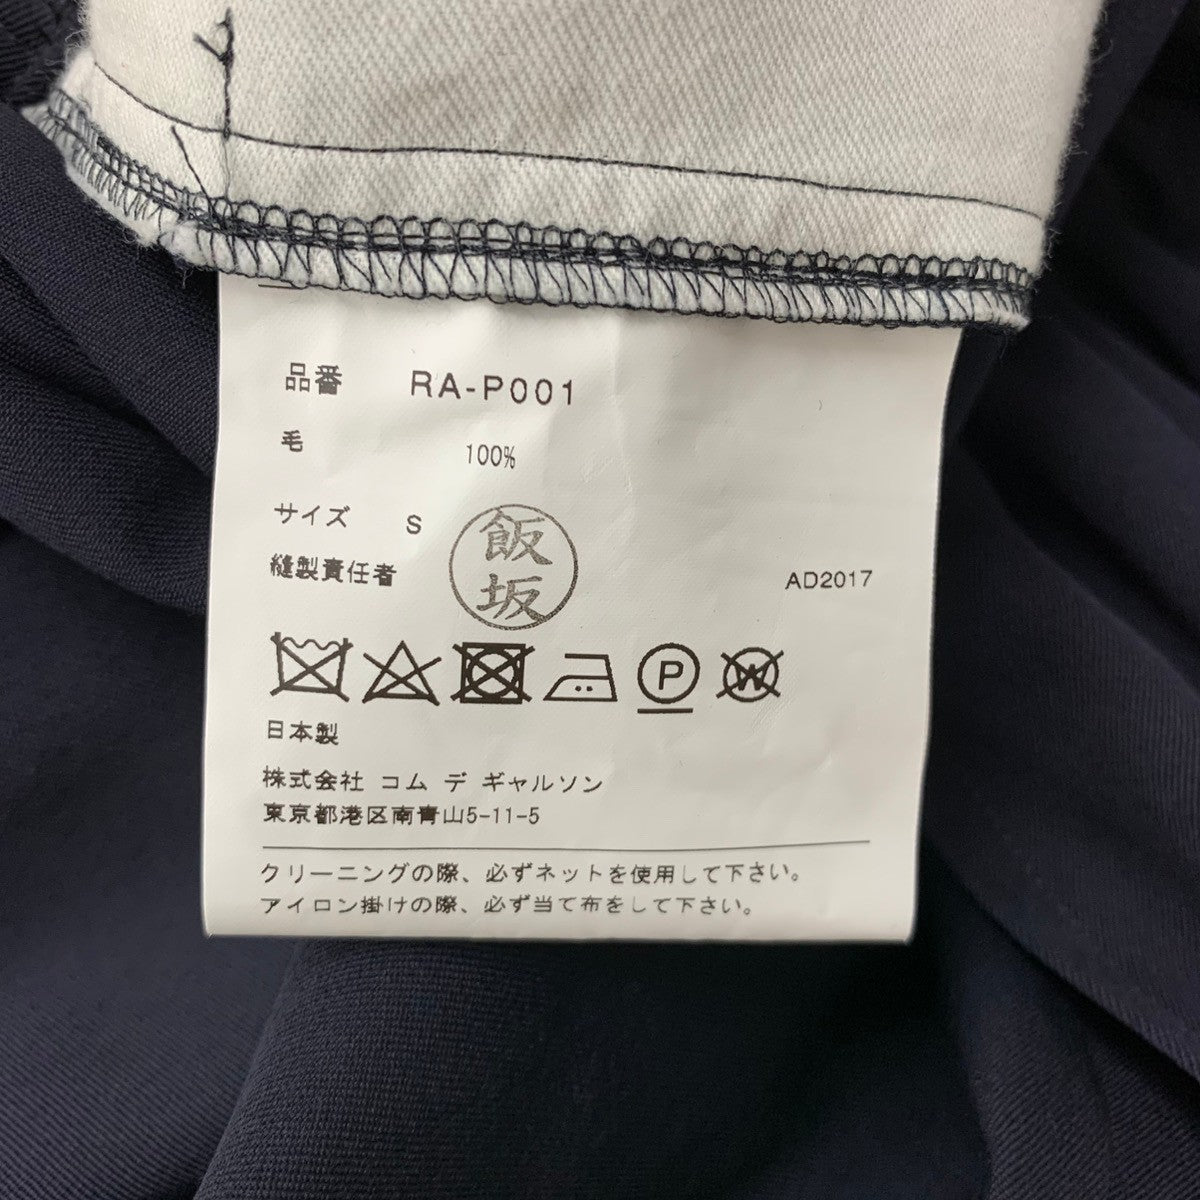 品番 RA-P001
毛 100%
サイズ S
飯坂
縫製責任者
AD2017
P W
日本製
株式会社 コム デ ギャルソン
東京都港区南青山5-11-5
クリーニングの際、必ずネットを使用して下さい。
アイロン掛けの際、必ず当て布をして下さい。